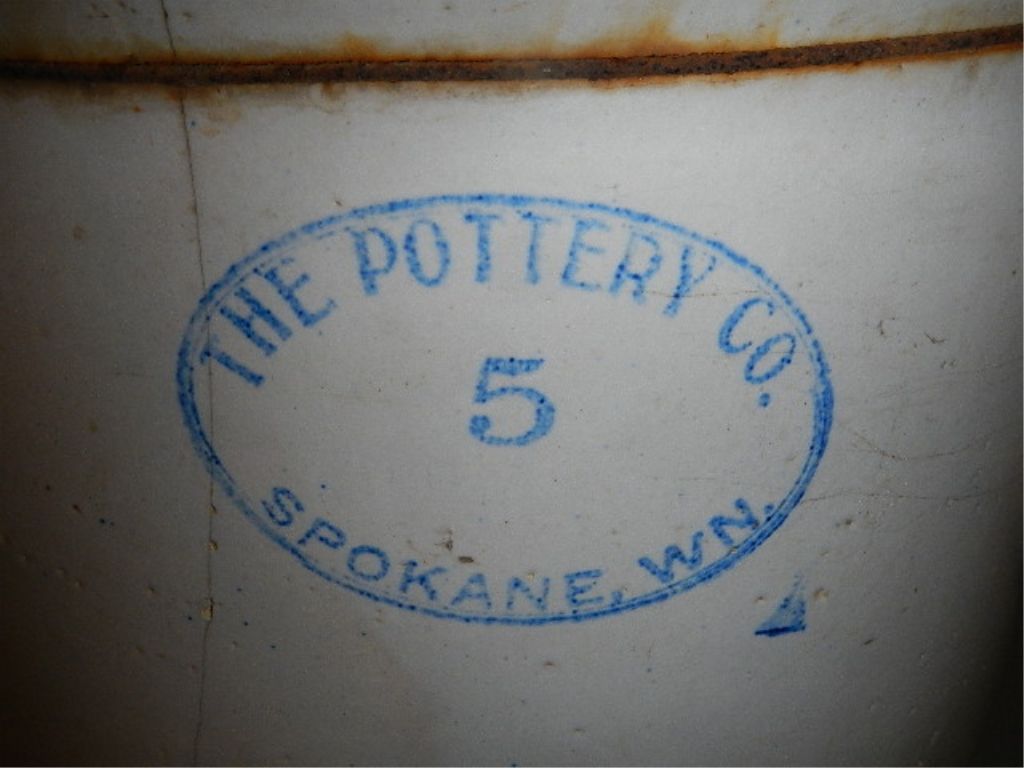 THE POTTERY CO.
5
SPOKANE, WN.